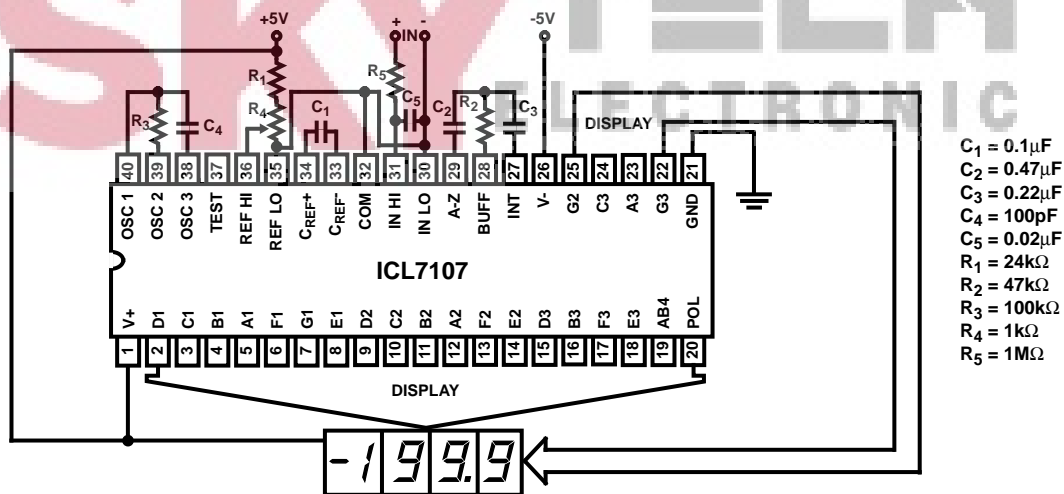 SKYTECH
ELECTRONIC
+5V
+ IN -
-5V
R1
R5
R4
C1
C5
R3
C4
C2
R2
C3
DISPLAY
40 39 38 37 36 35 34 33 32 31 30 29 28 27 26 25 24 23 22 21
OSC 1 OSC 2 OSC 3 TEST REF HI REF LO CREF+ CREF- COM IN HI IN LO A-Z BUFF INT V- G2 C3 A3 G3 GND
ICL7107
V+ D1 C1 B1 A1 F1 G1 E1 D2 C2 B2 A2 F2 E2 D3 B3 F3 E3 AB4 POL
1 2 3 4 5 6 7 8 9 10 11 12 13 14 15 16 17 18 19 20
DISPLAY
-199.9
C1 = 0.1μF
C2 = 0.47μF
C3 = 0.22μF
C4 = 100pF
C5 = 0.02μF
R1 = 24kΩ
R2 = 47kΩ
R3 = 100kΩ
R4 = 1kΩ
R5 = 1MΩ